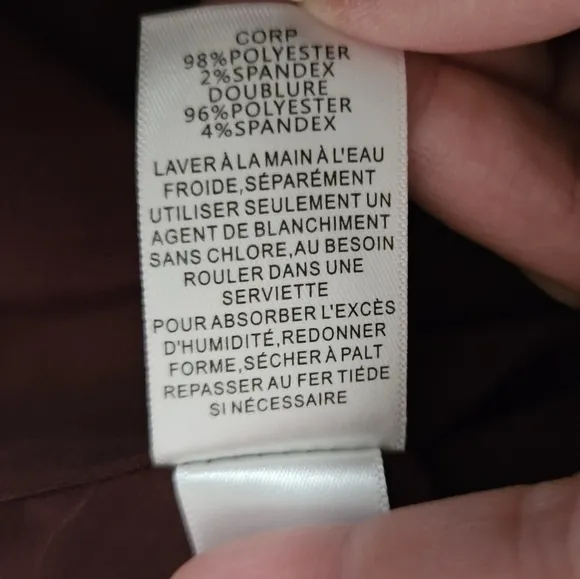 CORP
98%POLYESTER
2%SPANDEX
DOUBLURE
96%POLYESTER
4%SPANDEX
LAVER À LA MAIN À L'EAU
FROIDE,SÉPARÉMENT
UTILISER SEULEMENT UN
AGENT DE BLANCHIMENT
SANS CHLORE,AU BESOIN
ROULER DANS UNE
SERVIETTE
POUR ABSORBER L'EXCÈS
D'HUMIDITÉ,REDONNER
FORME,SÉCHER À PALT
REPASSER AU FER TIÉDE
SI NÉCESSAIRE